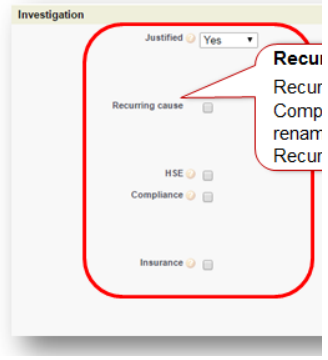 Investigation
Justified Yes
Recurring cause
HSE
Compliance
Insurance